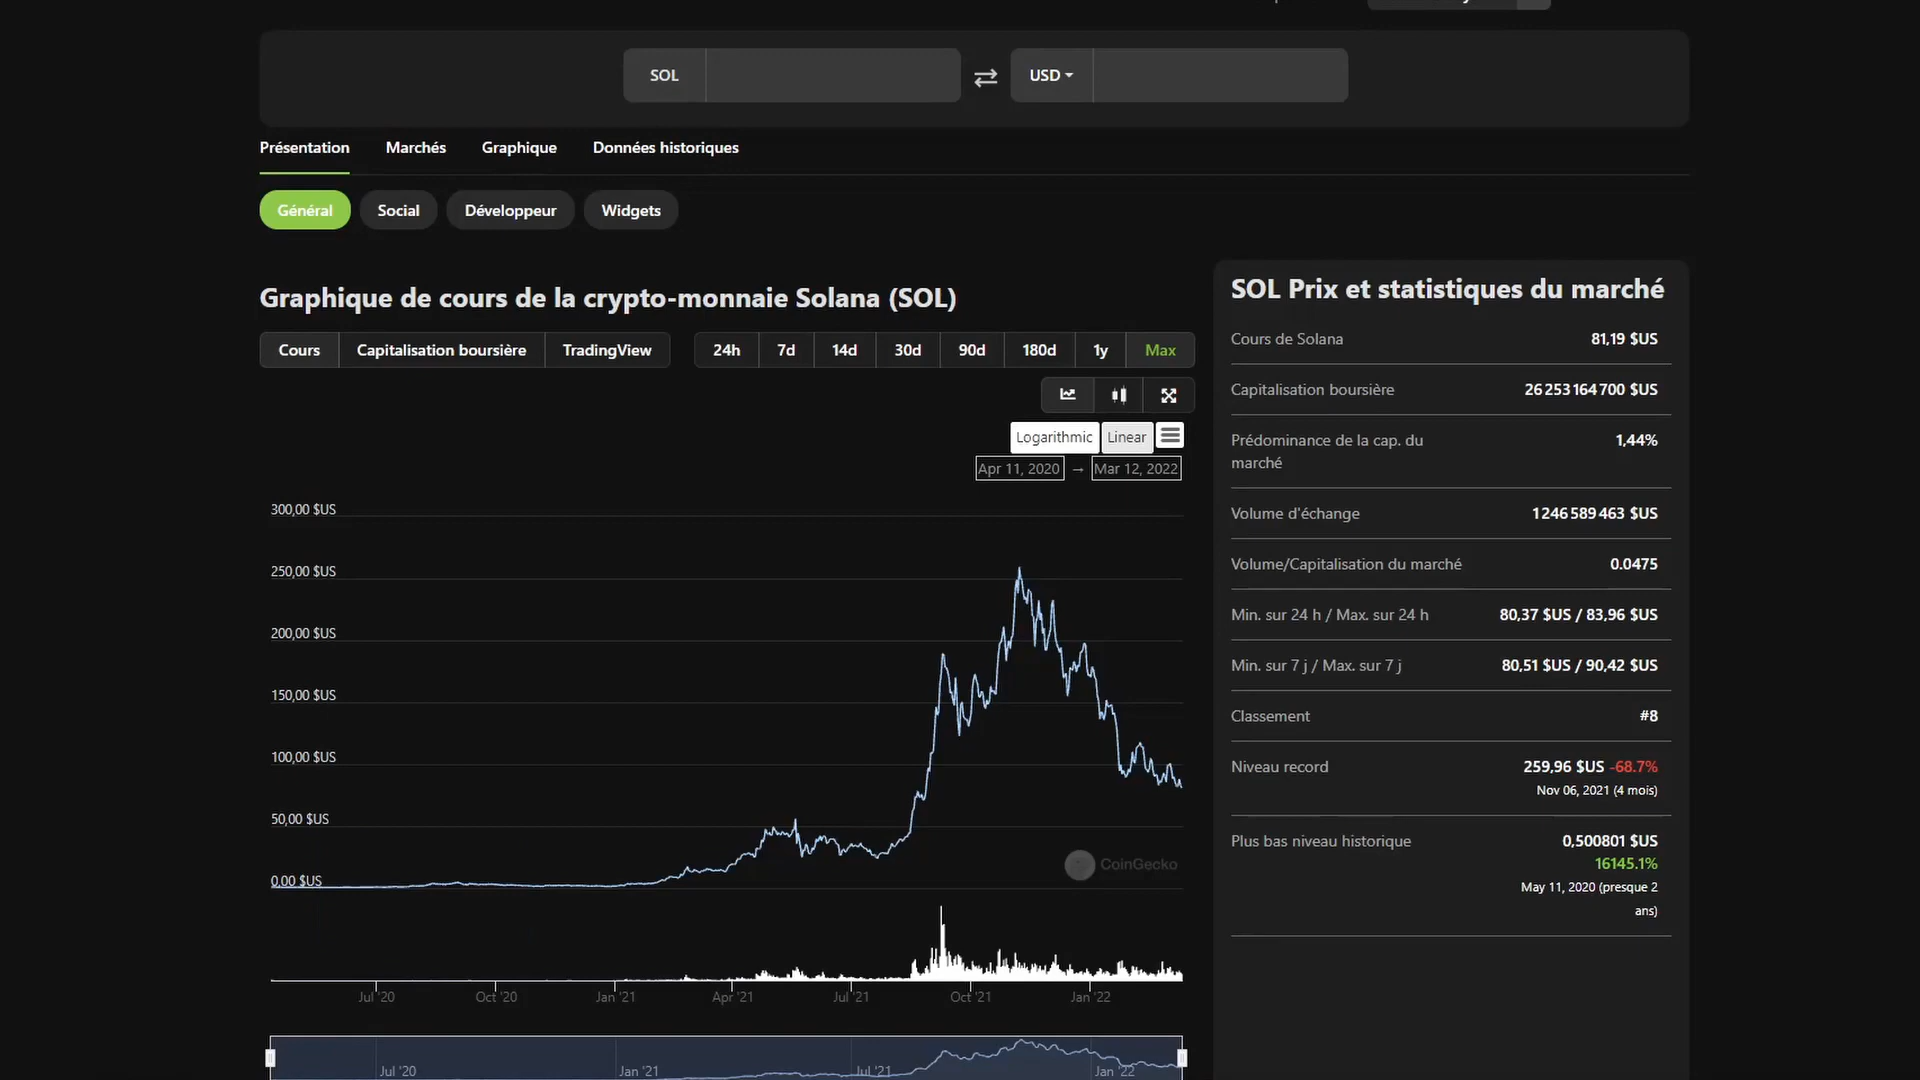 SOL
USD
Présentation Marchés Graphique Données historiques
Général Social Développeur Widgets
Graphique de cours de la crypto-monnaie Solana (SOL)
Cours Capitalisation boursière TradingView 24h 7d 14d 30d 90d 180d 1y Max
Logarithmic Linear
Apr 11, 2020 → Mar 12, 2022
300,00 $US
250,00 $US
200,00 $US
150,00 $US
100,00 $US
50,00 $US
0,00 $US
CoinGecko
Jul '20 Oct '20 Jan '21 Apr '21 Jul '21 Oct '21 Jan '22
Jul '20 Jan '21 Jul '21 Jan '22
SOL Prix et statistiques du marché
Cours de Solana 81,19 $US
Capitalisation boursière 26 253 164 700 $US
Prédominance de la cap. du 1,44%
marché
Volume d'échange 1 246 589 463 $US
Volume/Capitalisation du marché 0.0475
Min. sur 24 h / Max. sur 24 h 80,37 $US / 83,96 $US
Min. sur 7 j / Max. sur 7 j 80,51 $US / 90,42 $US
Classement #8
Niveau record 259,96 $US -68.7%
Nov 06, 2021 (4 mois)
Plus bas niveau historique 0,500801 $US
16145.1%
May 11, 2020 (presque 2
ans)